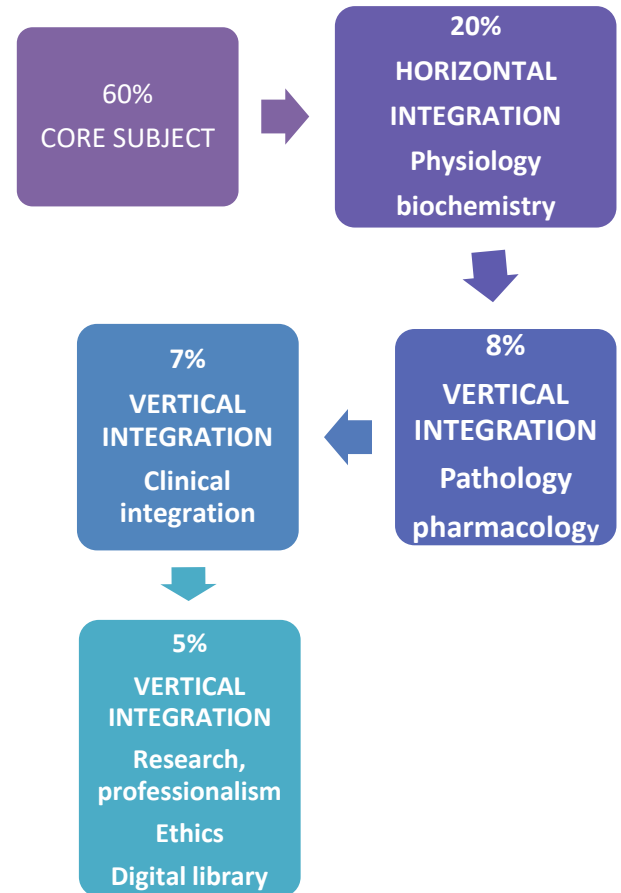 60%
CORE SUBJECT
20%
HORIZONTAL
INTEGRATION
Physiology
biochemistry
8%
VERTICAL
INTEGRATION
Pathology
pharmacology
7%
VERTICAL
INTEGRATION
Clinical
integration
5%
VERTICAL
INTEGRATION
Research,
professionalism
Ethics
Digital library